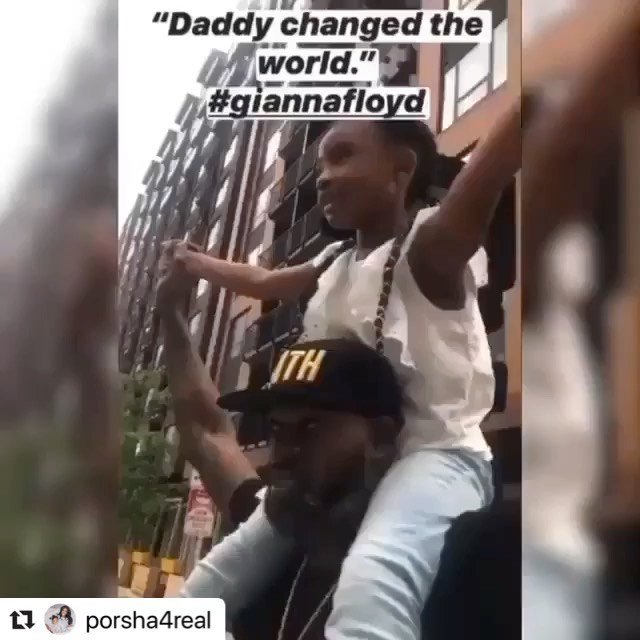 “Daddy changed the
world.”
#giannafloyd
ITH
porsha4real